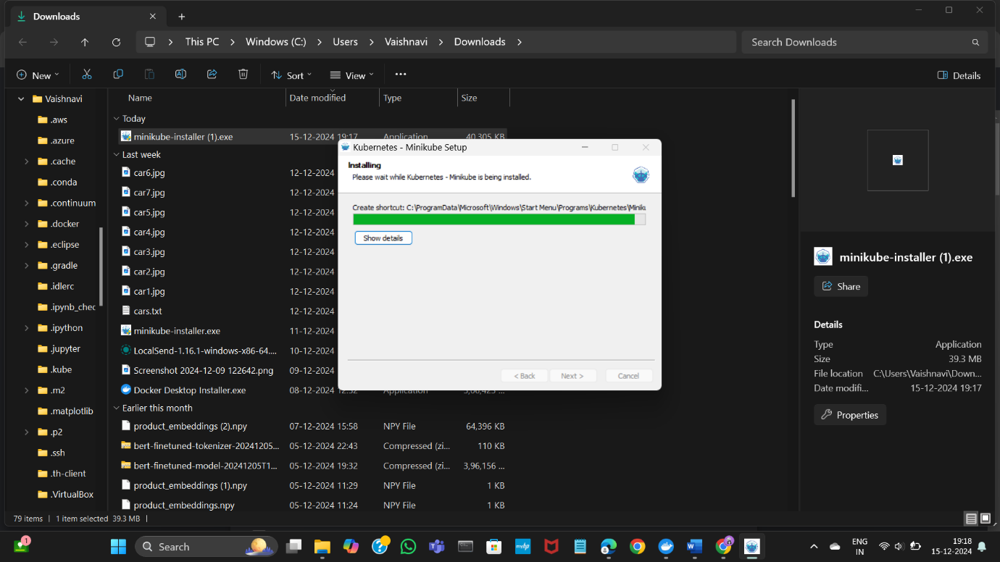 Downloads
This PC > Windows (C:) > Users > Vaishnavi > Downloads >
Search Downloads
New
Sort
View
Details
Vaishnavi
.aws
.azure
.cache
.conda
.continuum
.docker
.eclipse
.gradle
.idlerc
.ipynb_chec
.ipython
.jupyter
.kube
.m2
.matplotlib
.p2
.ssh
.th-client
.VirtualBox
Name Date modified Type Size
Today
minikube-installer (1).exe 15-12-2024 19:17 Application 40,305 KB
Last week
car6.jpg 12-12-2024
car7.jpg 12-12-2024
car5.jpg 12-12-2024
car4.jpg 12-12-2024
car3.jpg 12-12-2024
car2.jpg 12-12-2024
car1.jpg 12-12-2024
cars.txt 12-12-2024
minikube-installer.exe 11-12-2024
LocalSend-1.16.1-windows-x86-64.... 10-12-2024
Screenshot 2024-12-09 122642.png 09-12-2024
Docker Desktop Installer.exe 08-12-2024 12:52 Application 5,06,425 ...
Earlier this month
product_embeddings (2).npy 07-12-2024 15:58 NPY File 64,396 KB
bert-finetuned-tokenizer-20241205... 05-12-2024 22:43 Compressed (zi... 110 KB
bert-finetuned-model-20241205T1... 05-12-2024 19:32 Compressed (zi... 3,96,156 ...
product_embeddings (1).npy 05-12-2024 11:29 NPY File 1 KB
product_embeddings.npy 05-12-2024 11:24 NPY File 1 KB
Kubernetes - Minikube Setup
Installing
Please wait while Kubernetes - Minikube is being installed.
Create shortcut: C:\ProgramData\Microsoft\Windows\Start Menu\Programs\Kubernetes\Minikt
Show details
< Back
Next >
Cancel
minikube-installer (1).exe
Share
Details
Type Application
Size 39.3 MB
File location C:\Users\Vaishnavi\Down...
Date modifi... 15-12-2024 19:17
Properties
79 items | 1 item selected 39.3 MB |
1
Search
myhp
ENG
IN
19:18
15-12-2024